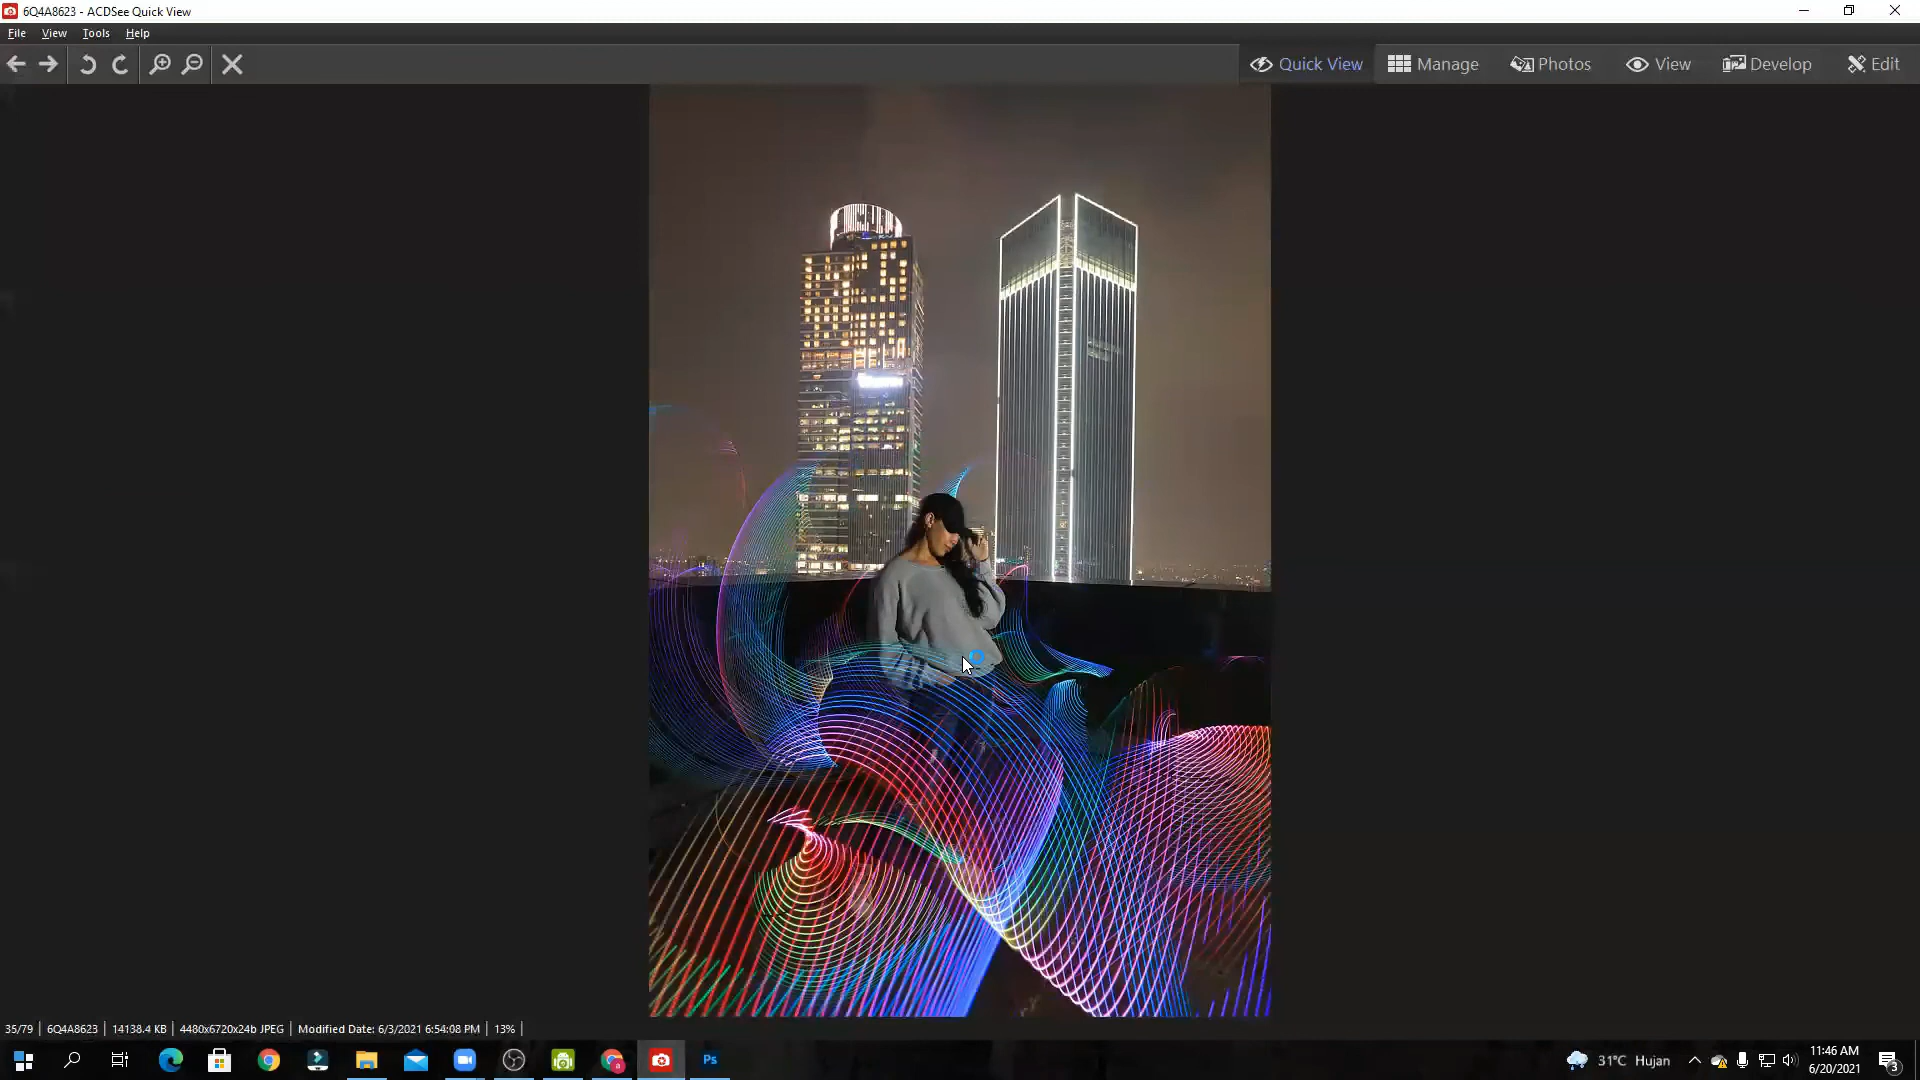 6Q4A8623 - ACDSee Quick View
File View Tools Help
Quick View Manage Photos View Develop Edit
35/79 6Q4A8623 14138.4 KB 4480x6720x24b JPEG Modified Date: 6/3/2021 6:54:08 PM 13%
Ps
31°C Hujan
11:46 AM
6/20/2021
3